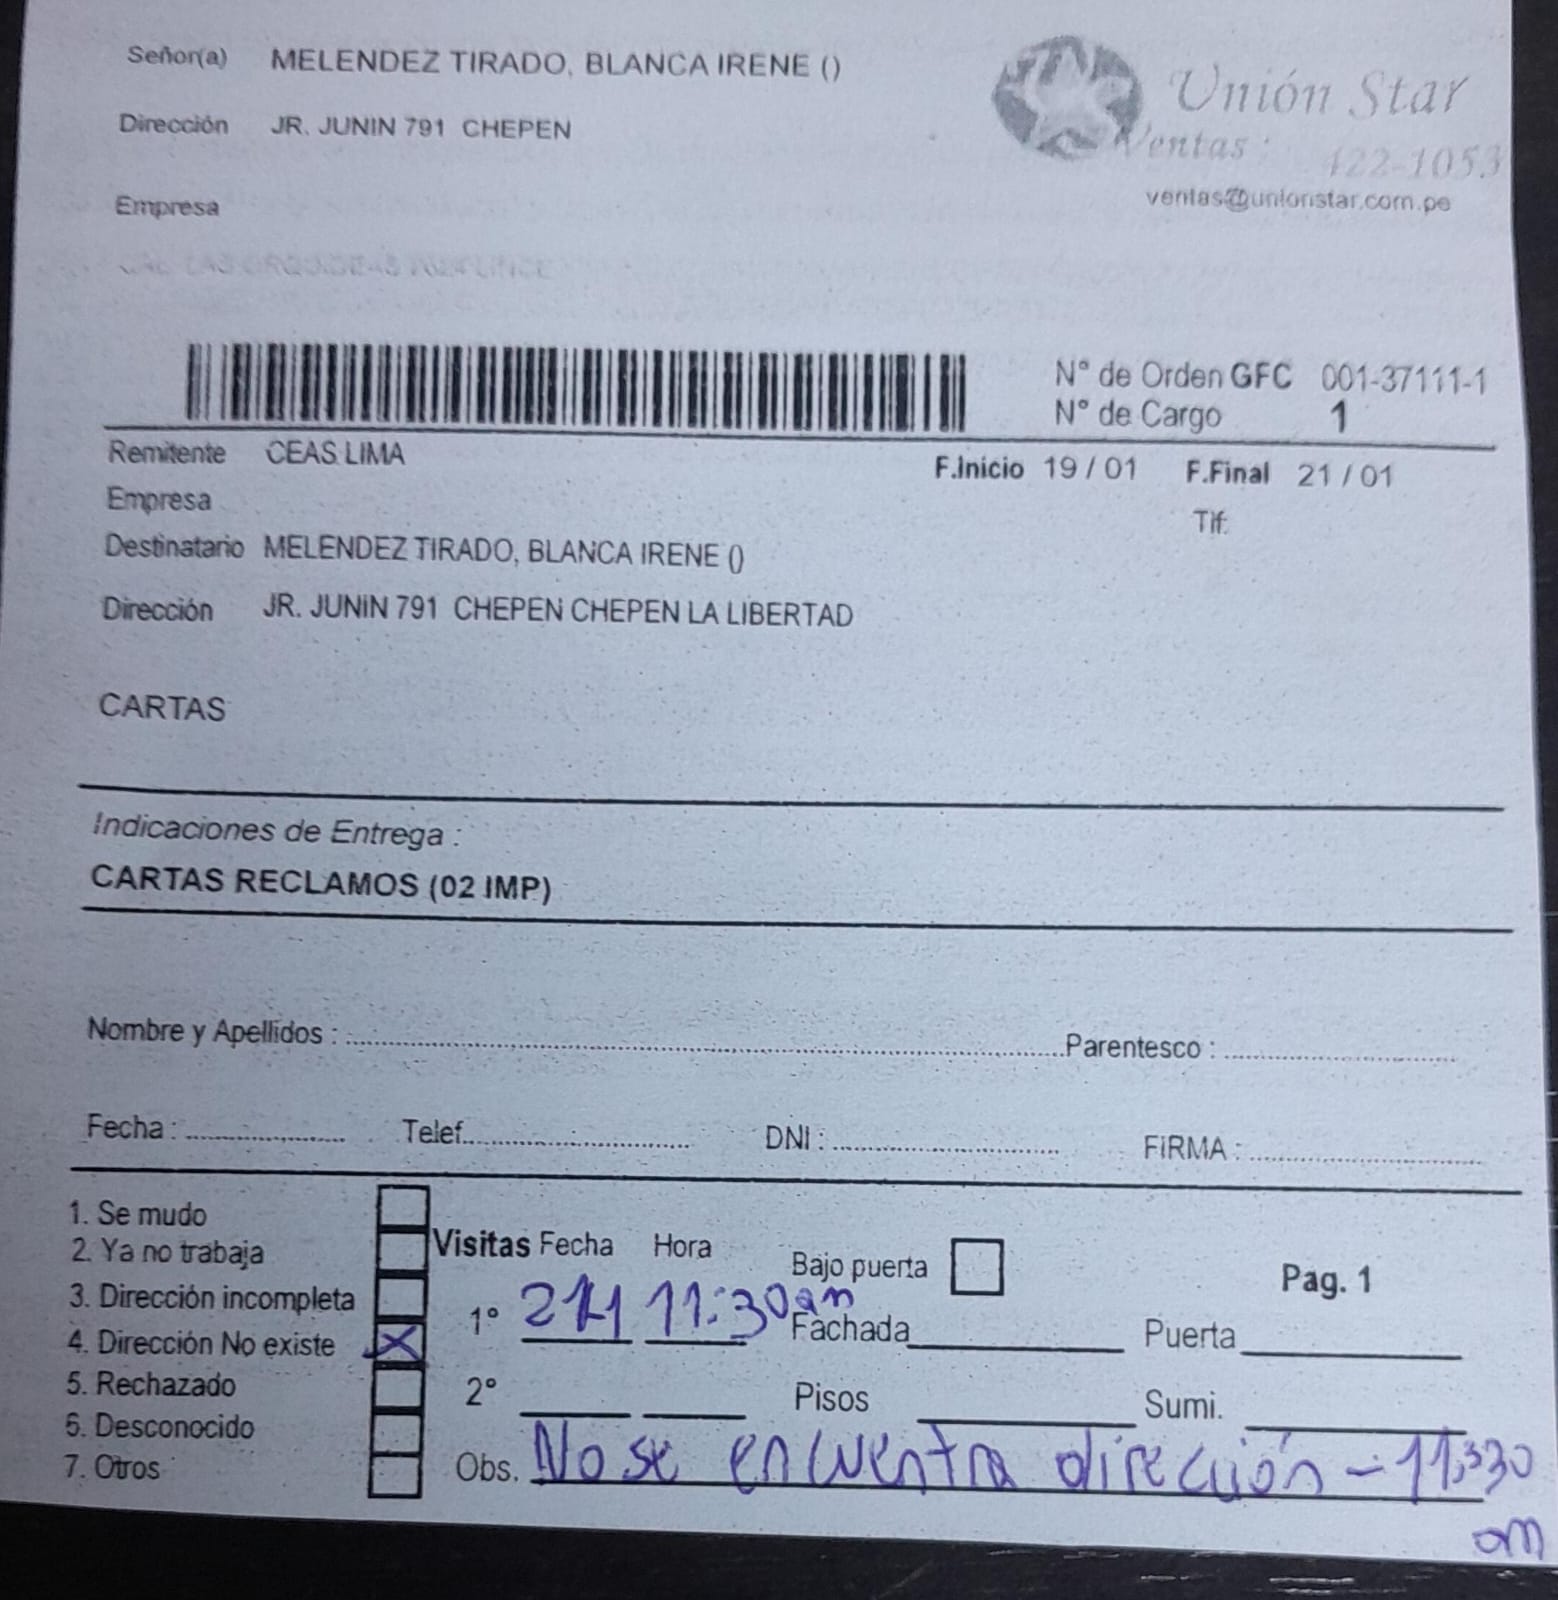 Señor(a) MELENDEZ TIRADO, BLANCA IRENE ()
Unión Star
Dirección JR. JUNIN 791 CHEPEN
Ventas : 422-1053
ventas@unionstar.com.pe
Empresa
N° de Orden GFC 001-37111-1
N° de Cargo 1
Remitente CEAS LIMA
F.Inicio 19 / 01 F.Final 21 / 01
Empresa
Tlf:
Destinatario MELENDEZ TIRADO, BLANCA IRENE ()
Dirección JR. JUNIN 791 CHEPEN CHEPEN LA LIBERTAD
CARTAS
Indicaciones de Entrega :
CARTAS RECLAMOS (02 IMP)
Nombre y Apellidos : Parentesco :
Fecha : Telef. DNI : FIRMA :
1. Se mudo
2. Ya no trabaja
3. Dirección incompleta
4. Dirección No existe X
5. Rechazado
6. Desconocido
7. Otros
Visitas Fecha Hora
Bajo puerta
Pag. 1
1° 11:30am
Fachada Puerta
2° Pisos Sumi.
Obs. No se encuentra dirección - 11:30
am